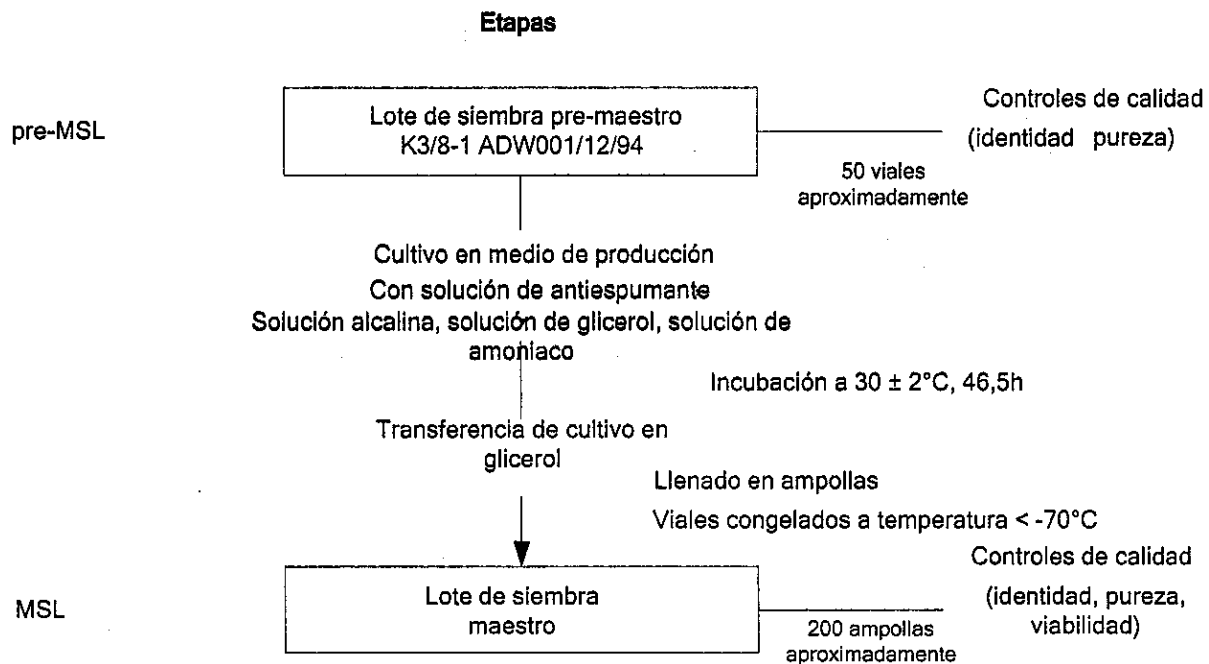 Etapas
pre-MSL
Lote de siembra pre-maestro
K3/8-1 ADW001/12/94
Controles de calidad
(identidad pureza)
50 viales
aproximadamente
Cultivo en medio de producción
Con solución de antiespumante
Solución alcalina, solución de glicerol, solución de
amoniaco
Incubación a 30 ± 2°C, 46,5h
Transferencia de cultivo en
glicerol
Llenado en ampollas
Viales congelados a temperatura < -70°C
MSL
Lote de siembra
maestro
Controles de calidad
(identidad, pureza,
viabilidad)
200 ampollas
aproximadamente